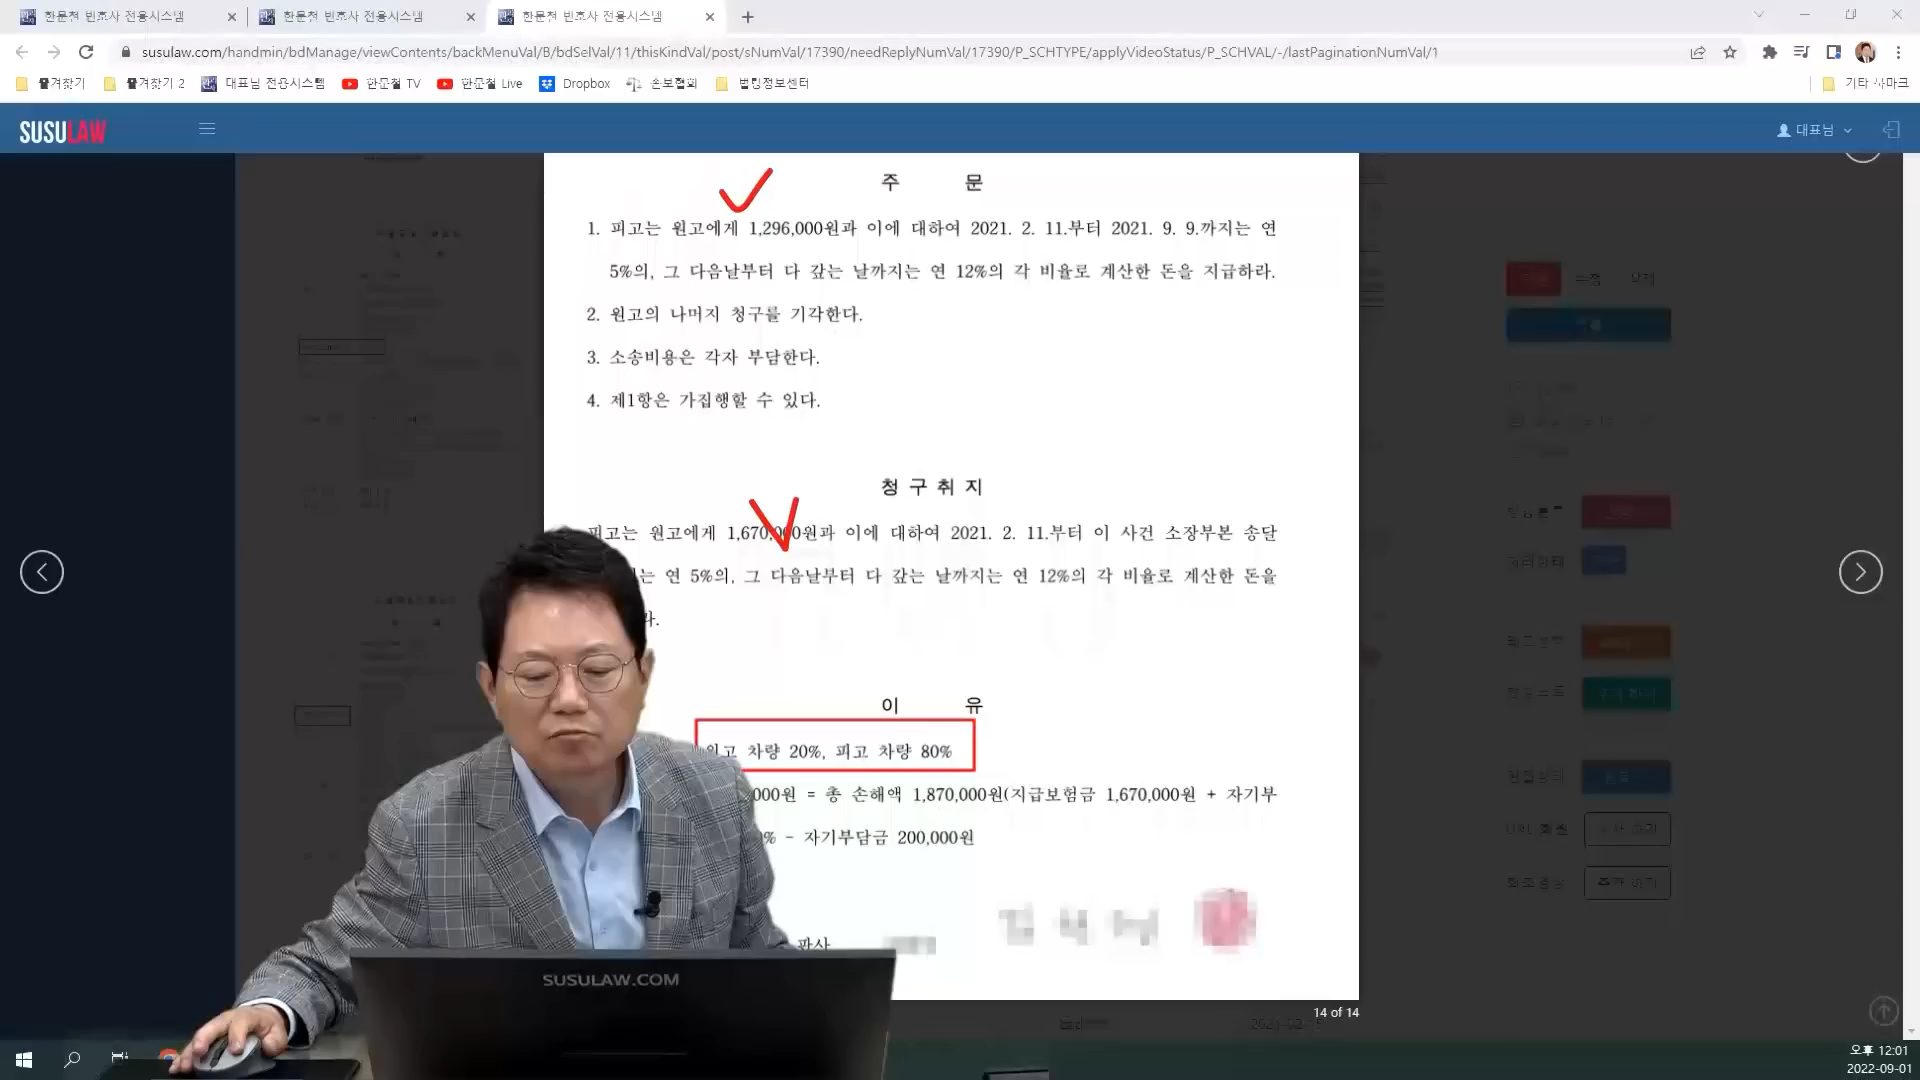 한문철 변호사 전용시스템
한문철 변호사 전용시스템
한문철 변호사 전용시스템
susulaw.com/handmin/bdManage/viewContents/backMenuVal/B/bdSelVal/11/thisKindVal/post/sNumVal/17390/needReplyNumVal/17390/P_SCHTYPE/applyVideoStatus/P_SCHVAL/-/lastPaginationNumVal/1
즐겨찾기 즐겨찾기 2 대표님 전용시스템 한문철 TV 한문철 Live Dropbox 손보협회 법률정보센터 기타 북마크
SUSULAW 대표님
주 문
1. 피고는 원고에게 1,296,000원과 이에 대하여 2021. 2. 11.부터 2021. 9. 9.까지는 연
5%의, 그 다음날부터 다 갚는 날까지는 연 12%의 각 비율로 계산한 돈을 지급하라.
2. 원고의 나머지 청구를 기각한다.
3. 소송비용은 각자 부담한다.
4. 제1항은 가집행할 수 있다.
청 구 취 지
피고는 원고에게 1,670,000원과 이에 대하여 2021. 2. 11.부터 이 사건 소장부본 송달
는 연 5%의, 그 다음날부터 다 갚는 날까지는 연 12%의 각 비율로 계산한 돈을
라.
이 유
원고 차량 20%, 피고 차량 80%
000원 = 총 손해액 1,870,000원(지급보험금 1,670,000원 + 자기부
% - 자기부담금 200,000원
판사
SUSULAW.COM
14 of 14
오후 12:01
2022-09-01